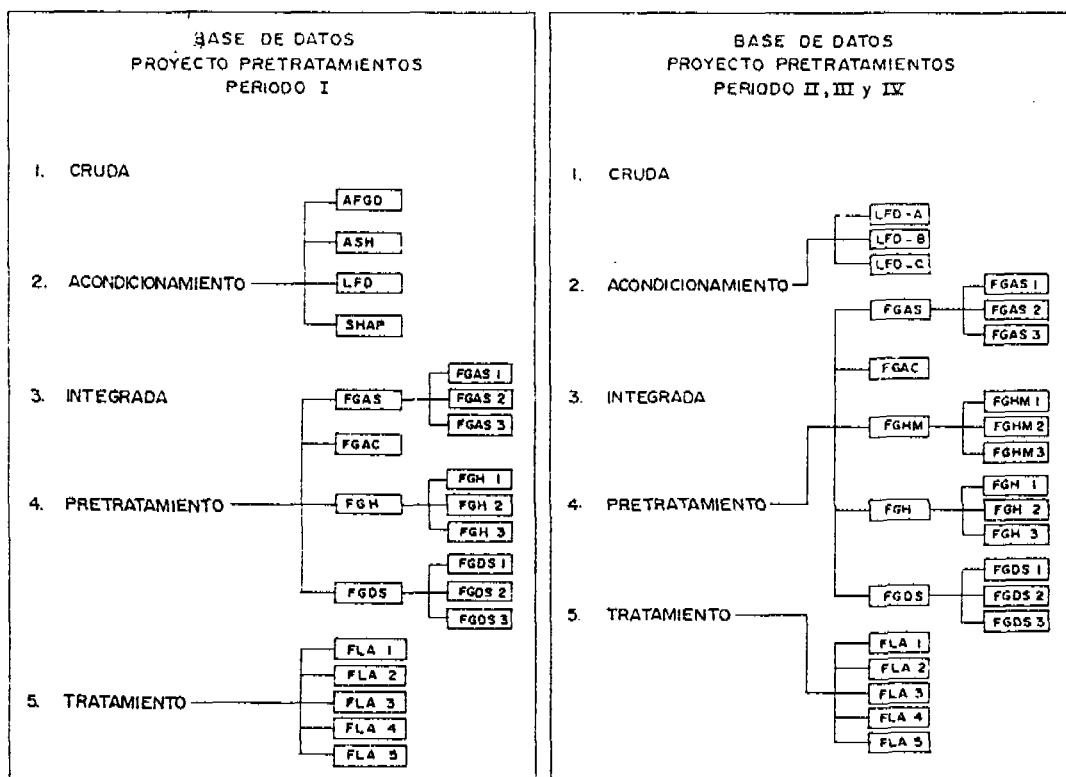 BASE DE DATOS
PROYECTO PRETRATAMIENTOS
PERIODO I
1. CRUDA
AFGD
ASH
2. ACONDICIONAMIENTO
LFD
SHAP
3. INTEGRADA
FGAS
FGAS 1
FGAS 2
FGAS 3
FGAC
4. PRETRATAMIENTO
FGH
FGH 1
FGH 2
FGH 3
FGDS
FGDS 1
FGDS 2
FGDS 3
5. TRATAMIENTO
FLA 1
FLA 2
FLA 3
FLA 4
FLA 5
BASE DE DATOS
PROYECTO PRETRATAMIENTOS
PERIODO II, III y IV
1. CRUDA
LFD-A
LFD-B
LFD-C
2. ACONDICIONAMIENTO
FGAS
FGAS 1
FGAS 2
FGAS 3
FGAC
3. INTEGRADA
FGHM
FGHM 1
FGHM 2
FGHM 3
4. PRETRATAMIENTO
FGH
FGH 1
FGH 2
FGH 3
FGDS
FGDS 1
FGDS 2
FGDS 3
5. TRATAMIENTO
FLA 1
FLA 2
FLA 3
FLA 4
FLA 5